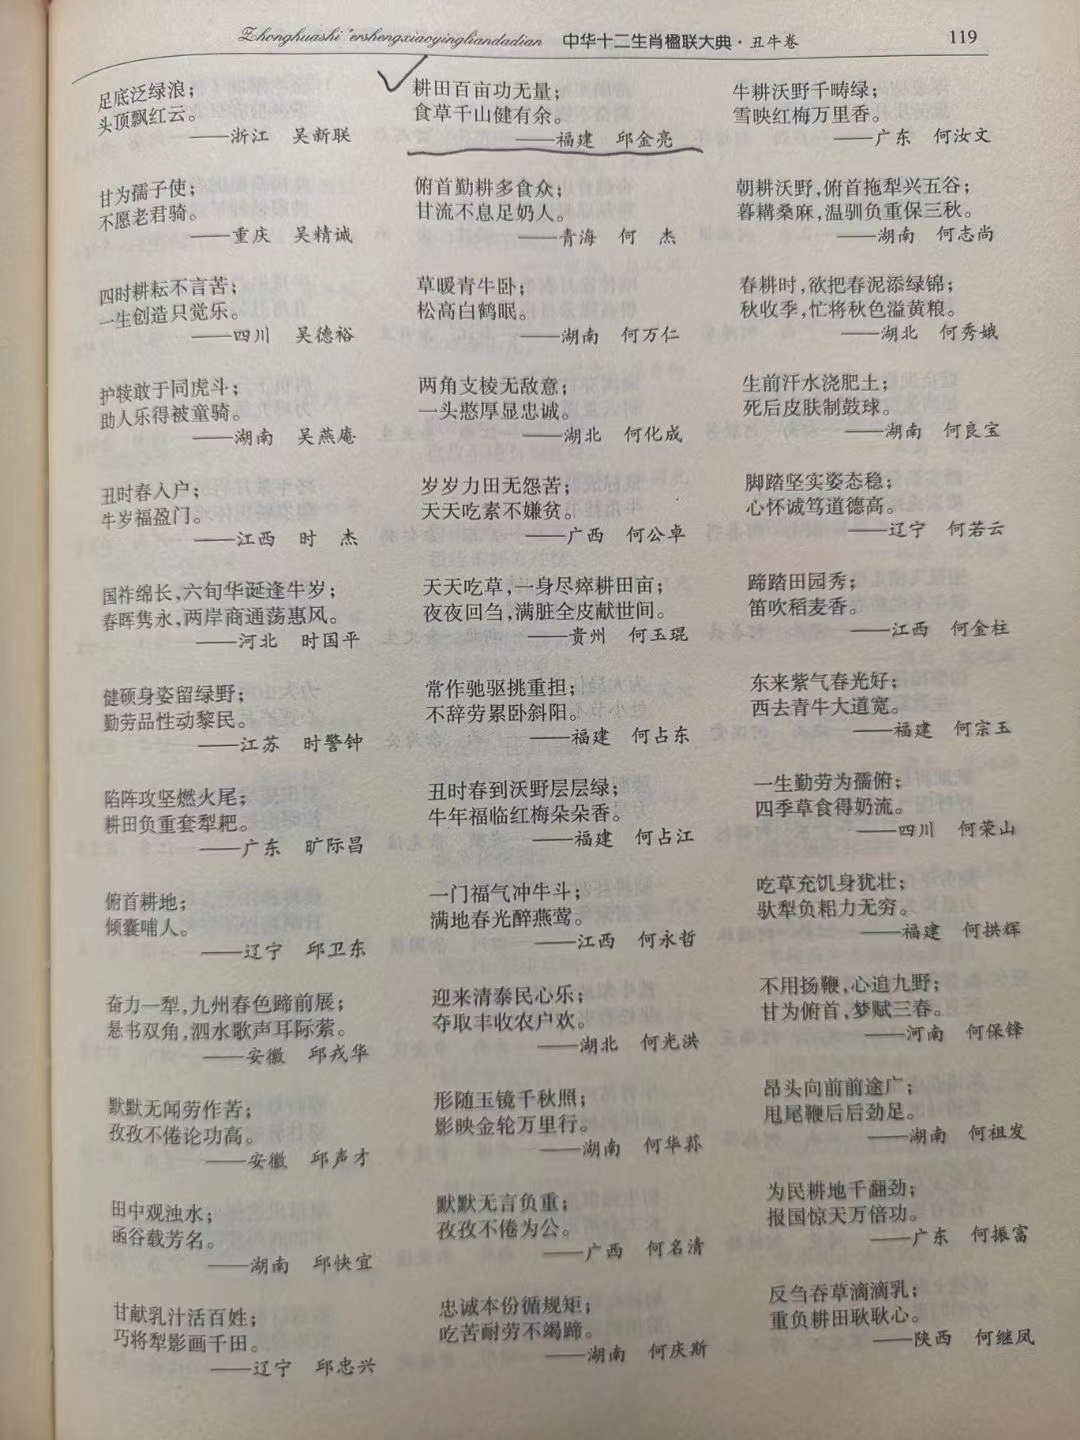 Zhonghuashi'ershengxiaoyingliandadian 中华十二生肖楹联大典·丑牛卷 119
足底泛绿浪；
头顶飘红云。
——浙江 吴新联
甘为孺子使；
不愿老君骑。
——重庆 吴精诚
四时耕耘不言苦；
一生创造只觉乐。
——四川 吴德裕
护犊敢于同虎斗；
助人乐得被童骑。
——湖南 吴燕庵
丑时春入户；
牛岁福盈门。
——江西 时 杰
国祚绵长，六旬华诞逢牛岁；
春晖隽永，两岸商通荡惠风。
——河北 时国平
健硕身姿留绿野；
勤劳品性动黎民。
——江苏 时警钟
陷阵攻坚燃火尾；
耕田负重套犁耙。
——广东 旷际昌
俯首耕地；
倾囊哺人。
——辽宁 邱卫东
奋力一犁，九州春色蹄前展；
悬书双角，泗水歌声耳际萦。
——安徽 邱戎华
默默无闻劳作苦；
孜孜不倦论功高。
——安徽 邱声才
田中观浊水；
函谷载芳名。
——湖南 邱快宜
甘献乳汁活百姓；
巧将犁影画千田。
——辽宁 邱忠兴
耕田百亩功无量；
食草千山健有余。
——福建 邱金亮
俯首勤耕多食众；
甘流不息足奶人。
——青海 何 杰
草暖青牛卧；
松高白鹤眠。
——湖南 何万仁
两角支棱无敌意；
一头憨厚显忠诚。
——湖北 何化成
岁岁力田无怨苦；
天天吃素不嫌贫。
——广西 何公卓
天天吃草，一身尽瘁耕田亩；
夜夜回刍，满脏全皮献世间。
——贵州 何玉琨
常作驰驱挑重担；
不辞劳累卧斜阳。
——福建 何占东
丑时春到沃野层层绿；
牛年福临红梅朵朵香。
——福建 何占江
一门福气冲牛斗；
满地春光醉燕莺。
——江西 何永哲
迎来清泰民心乐；
夺取丰收农户欢。
——湖北 何光洪
形随玉镜千秋照；
影映金轮万里行。
——湖南 何华荪
默默无言负重；
孜孜不倦为公。
——广西 何名清
忠诚本份循规矩；
吃苦耐劳不竭蹄。
——湖南 何庆斯
牛耕沃野千畴绿；
雪映红梅万里香。
——广东 何汝文
朝耕沃野，俯首拖犁兴五谷；
暮耩桑麻，温驯负重保三秋。
——湖南 何志尚
春耕时，欲把春泥添绿锦；
秋收季，忙将秋色溢黄粮。
——湖北 何秀娥
生前汗水浇肥土；
死后皮肤制鼓球。
——湖南 何良宝
脚踏坚实姿态稳；
心怀诚笃道德高。
——辽宁 何若云
蹄踏田园秀；
笛吹稻麦香。
——江西 何金柱
东来紫气春光好；
西去青牛大道宽。
——福建 何宗玉
一生勤劳为孺俯；
四季草食得奶流。
——四川 何荣山
吃草充饥身犹壮；
驮犁负耜力无穷。
——福建 何拱辉
不用扬鞭，心追九野；
甘为俯首，梦赋三春。
——河南 何保锋
昂头向前前途广；
甩尾鞭后后劲足。
——湖南 何祖发
为民耕地千翻劲；
报国惊天万倍功。
——广东 何振富
反刍吞草滴滴乳；
重负耕田耿耿心。
——陕西 何继凤